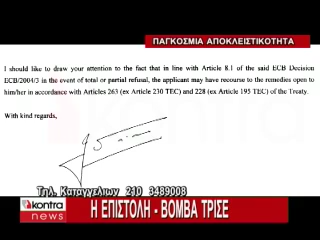 ΠΑΓΚΟΣΜΙΑ ΑΠΟΚΛΕΙΣΤΙΚΟΤΗΤΑ
I should like to draw your attention to the fact that in line with Article 8.1 of the said ECB Decision
ECB/2004/3 in the event of total or partial refusal, the applicant may have recourse to the remedies open to
him/her in accordance with Articles 263 (ex Article 230 TEC) and 228 (ex Article 195 TEC) of the Treaty.
With kind regards,
kontra
Τηλ. Καταγγελιων 210 3489008
kontra
news
Η ΕΠΙΣΤΟΛΗ - ΒΟΜΒΑ ΤΡΙΣΕ